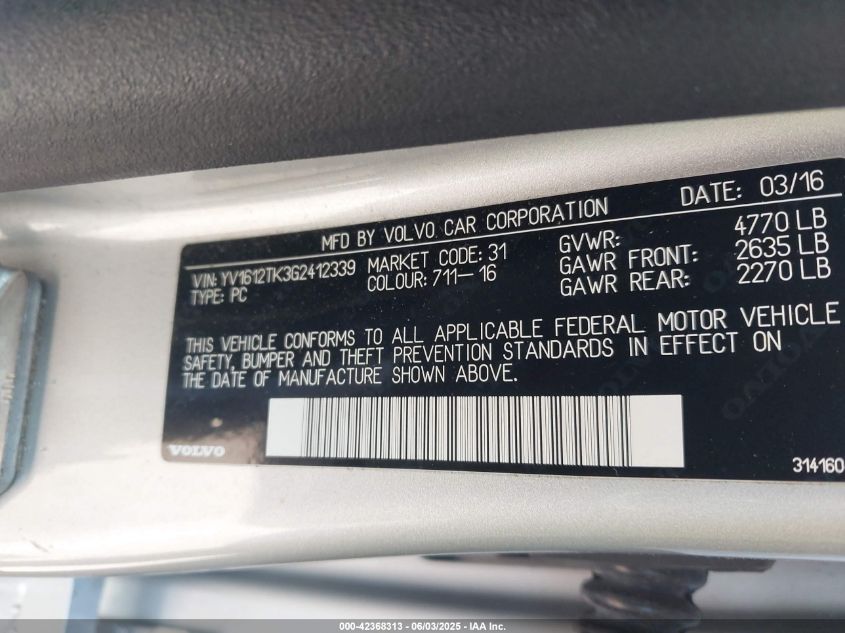 MFD BY VOLVO CAR CORPORATION DATE: 03/16
VIN: YV1612TK3G2412339 MARKET CODE: 31 GVWR: 4770 LB
TYPE: PC COLOUR: 711-16 GAWR FRONT: 2635 LB
GAWR REAR: 2270 LB
THIS VEHICLE CONFORMS TO ALL APPLICABLE FEDERAL MOTOR VEHICLE
SAFETY, BUMPER AND THEFT PREVENTION STANDARDS IN EFFECT ON
THE DATE OF MANUFACTURE SHOWN ABOVE.
VOLVO
314160
000-42368313 - 06/03/2025 - IAA Inc.